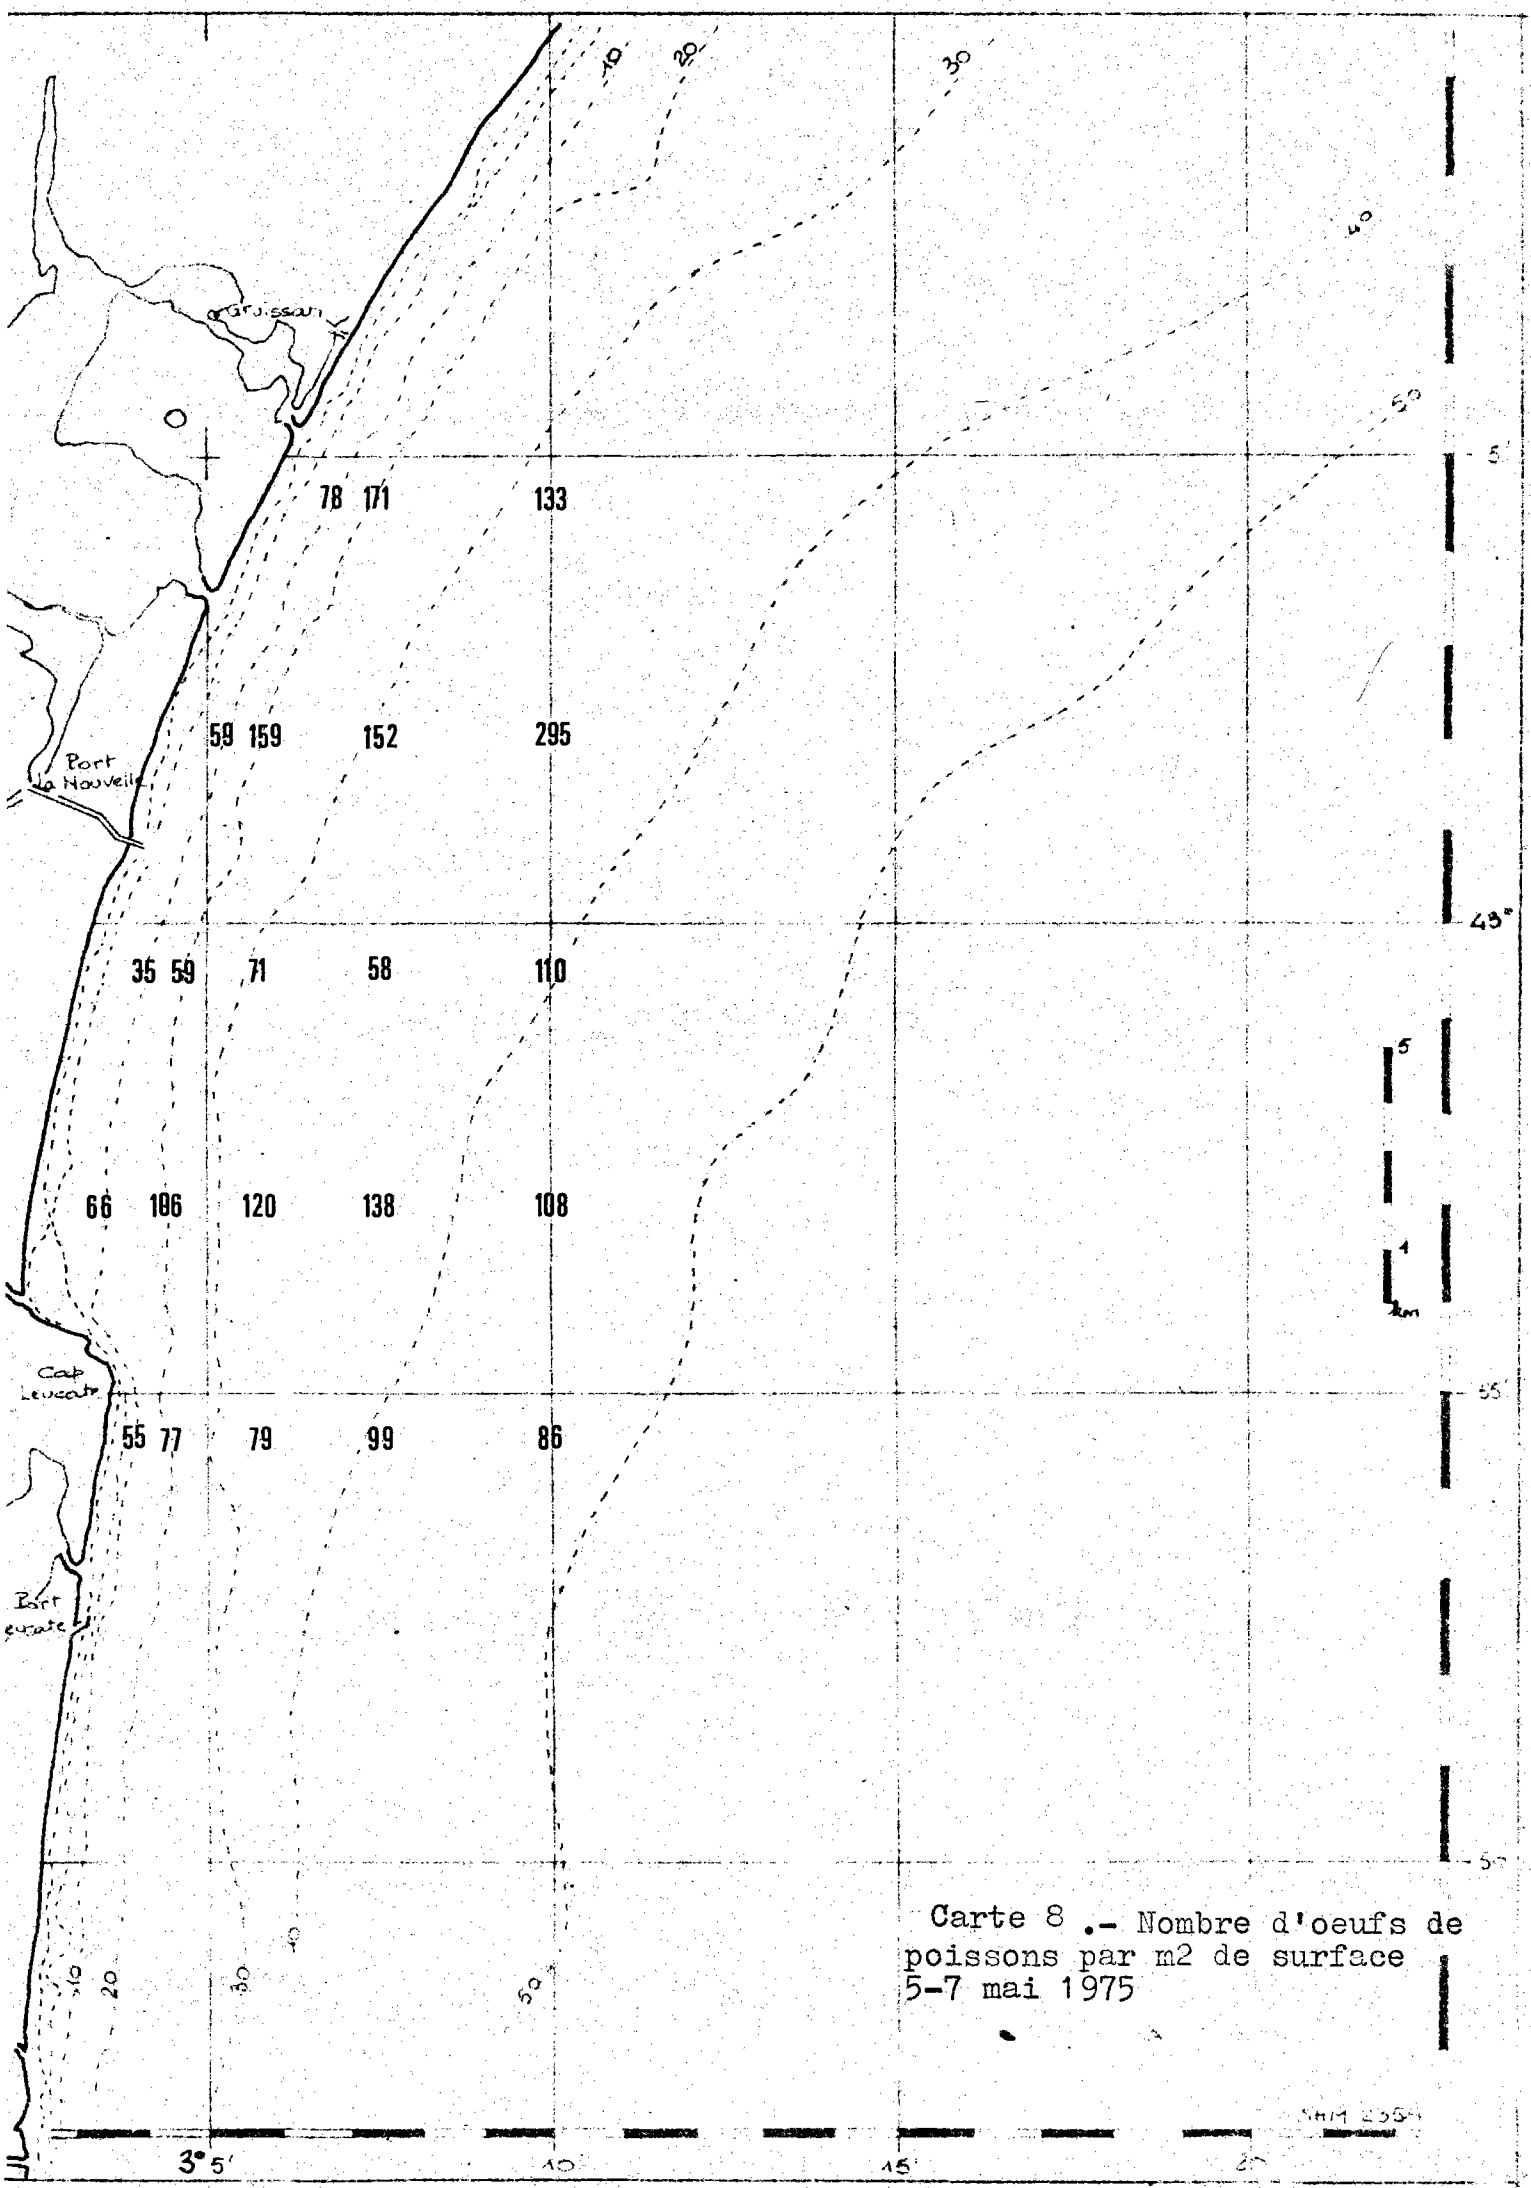 10 20 30
40
Gruissan
50
5'
78 171 133
59 159 152 295
Port
la Nouvelle
43°
35 59 71 58 110
5
66 106 120 138 108
1
km
Cap
Leucate
55'
55 77 79 99 86
Port
eucate
Carte 8 .- Nombre d'oeufs de
poissons par m2 de surface
5-7 mai 1975
10 20 30 40 50
3° 5' 10 15